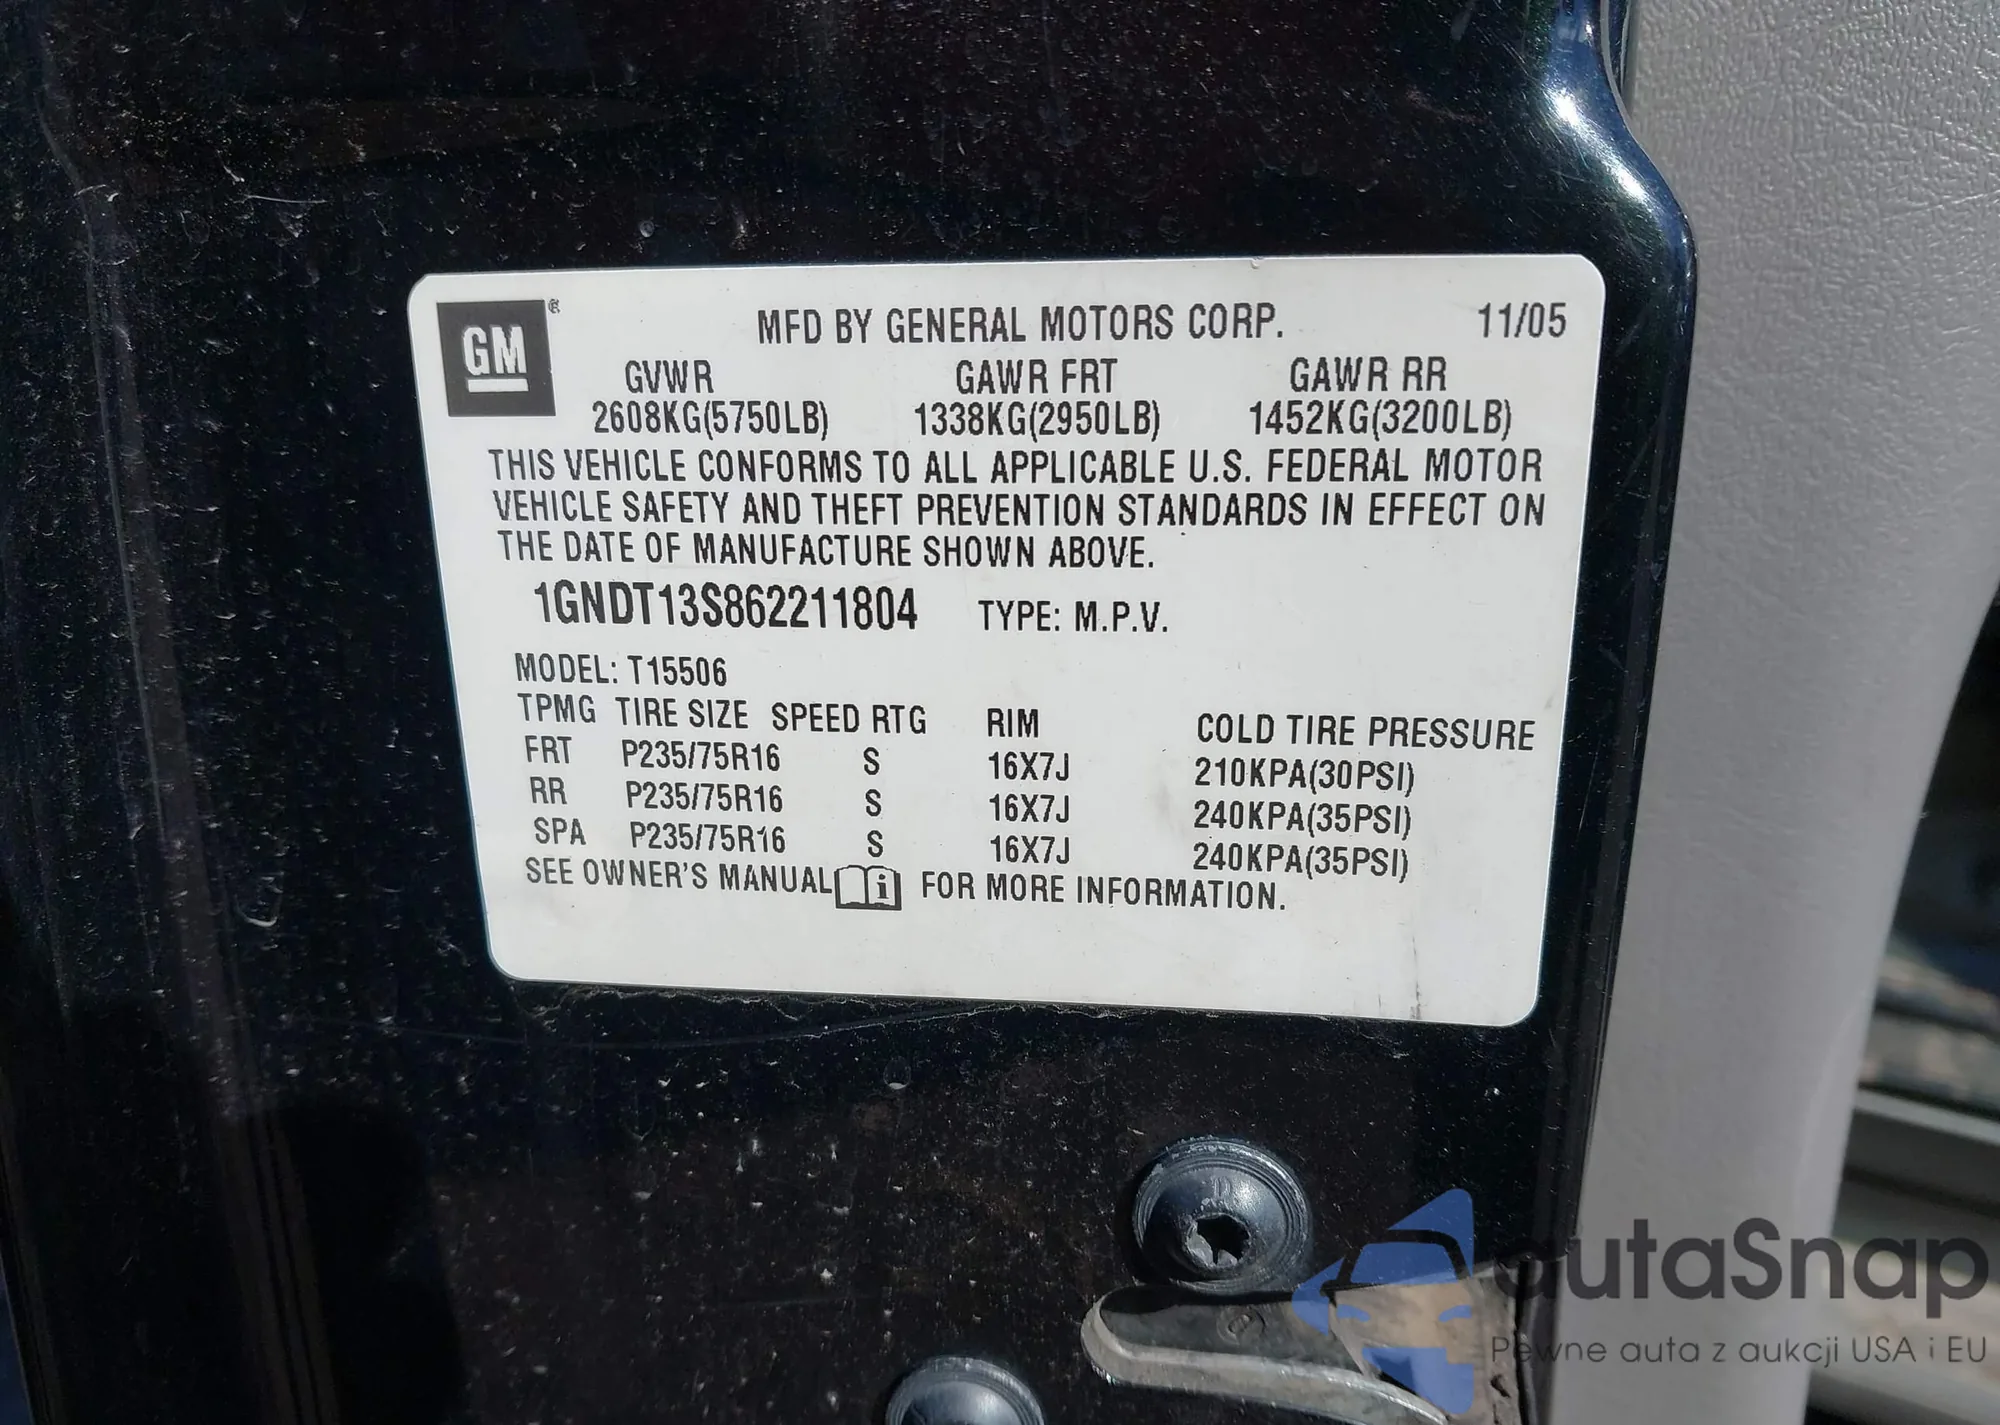 GM ®
MFD BY GENERAL MOTORS CORP. 11/05
GVWR GAWR FRT GAWR RR
2608KG(5750LB) 1338KG(2950LB) 1452KG(3200LB)
THIS VEHICLE CONFORMS TO ALL APPLICABLE U.S. FEDERAL MOTOR
VEHICLE SAFETY AND THEFT PREVENTION STANDARDS IN EFFECT ON
THE DATE OF MANUFACTURE SHOWN ABOVE.
1GNDT13S862211804 TYPE: M.P.V.
MODEL: T15506
TPMG TIRE SIZE SPEED RTG RIM COLD TIRE PRESSURE
FRT P235/75R16 S 16X7J 210KPA(30PSI)
RR P235/75R16 S 16X7J 240KPA(35PSI)
SPA P235/75R16 S 16X7J 240KPA(35PSI)
SEE OWNER'S MANUAL i FOR MORE INFORMATION.
autaSnap
Pewne auta z aukcji USA i EU